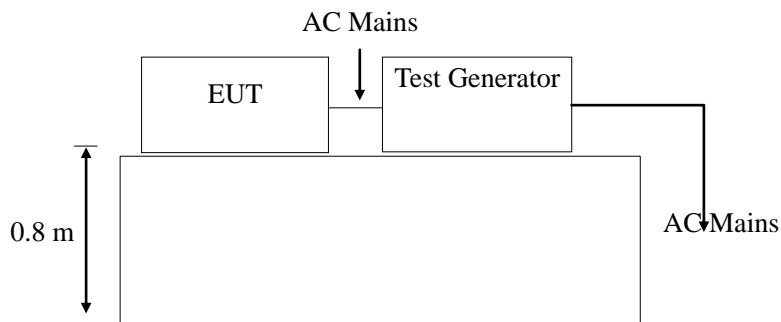 AC Mains
EUT
Test Generator
0.8 m
AC Mains